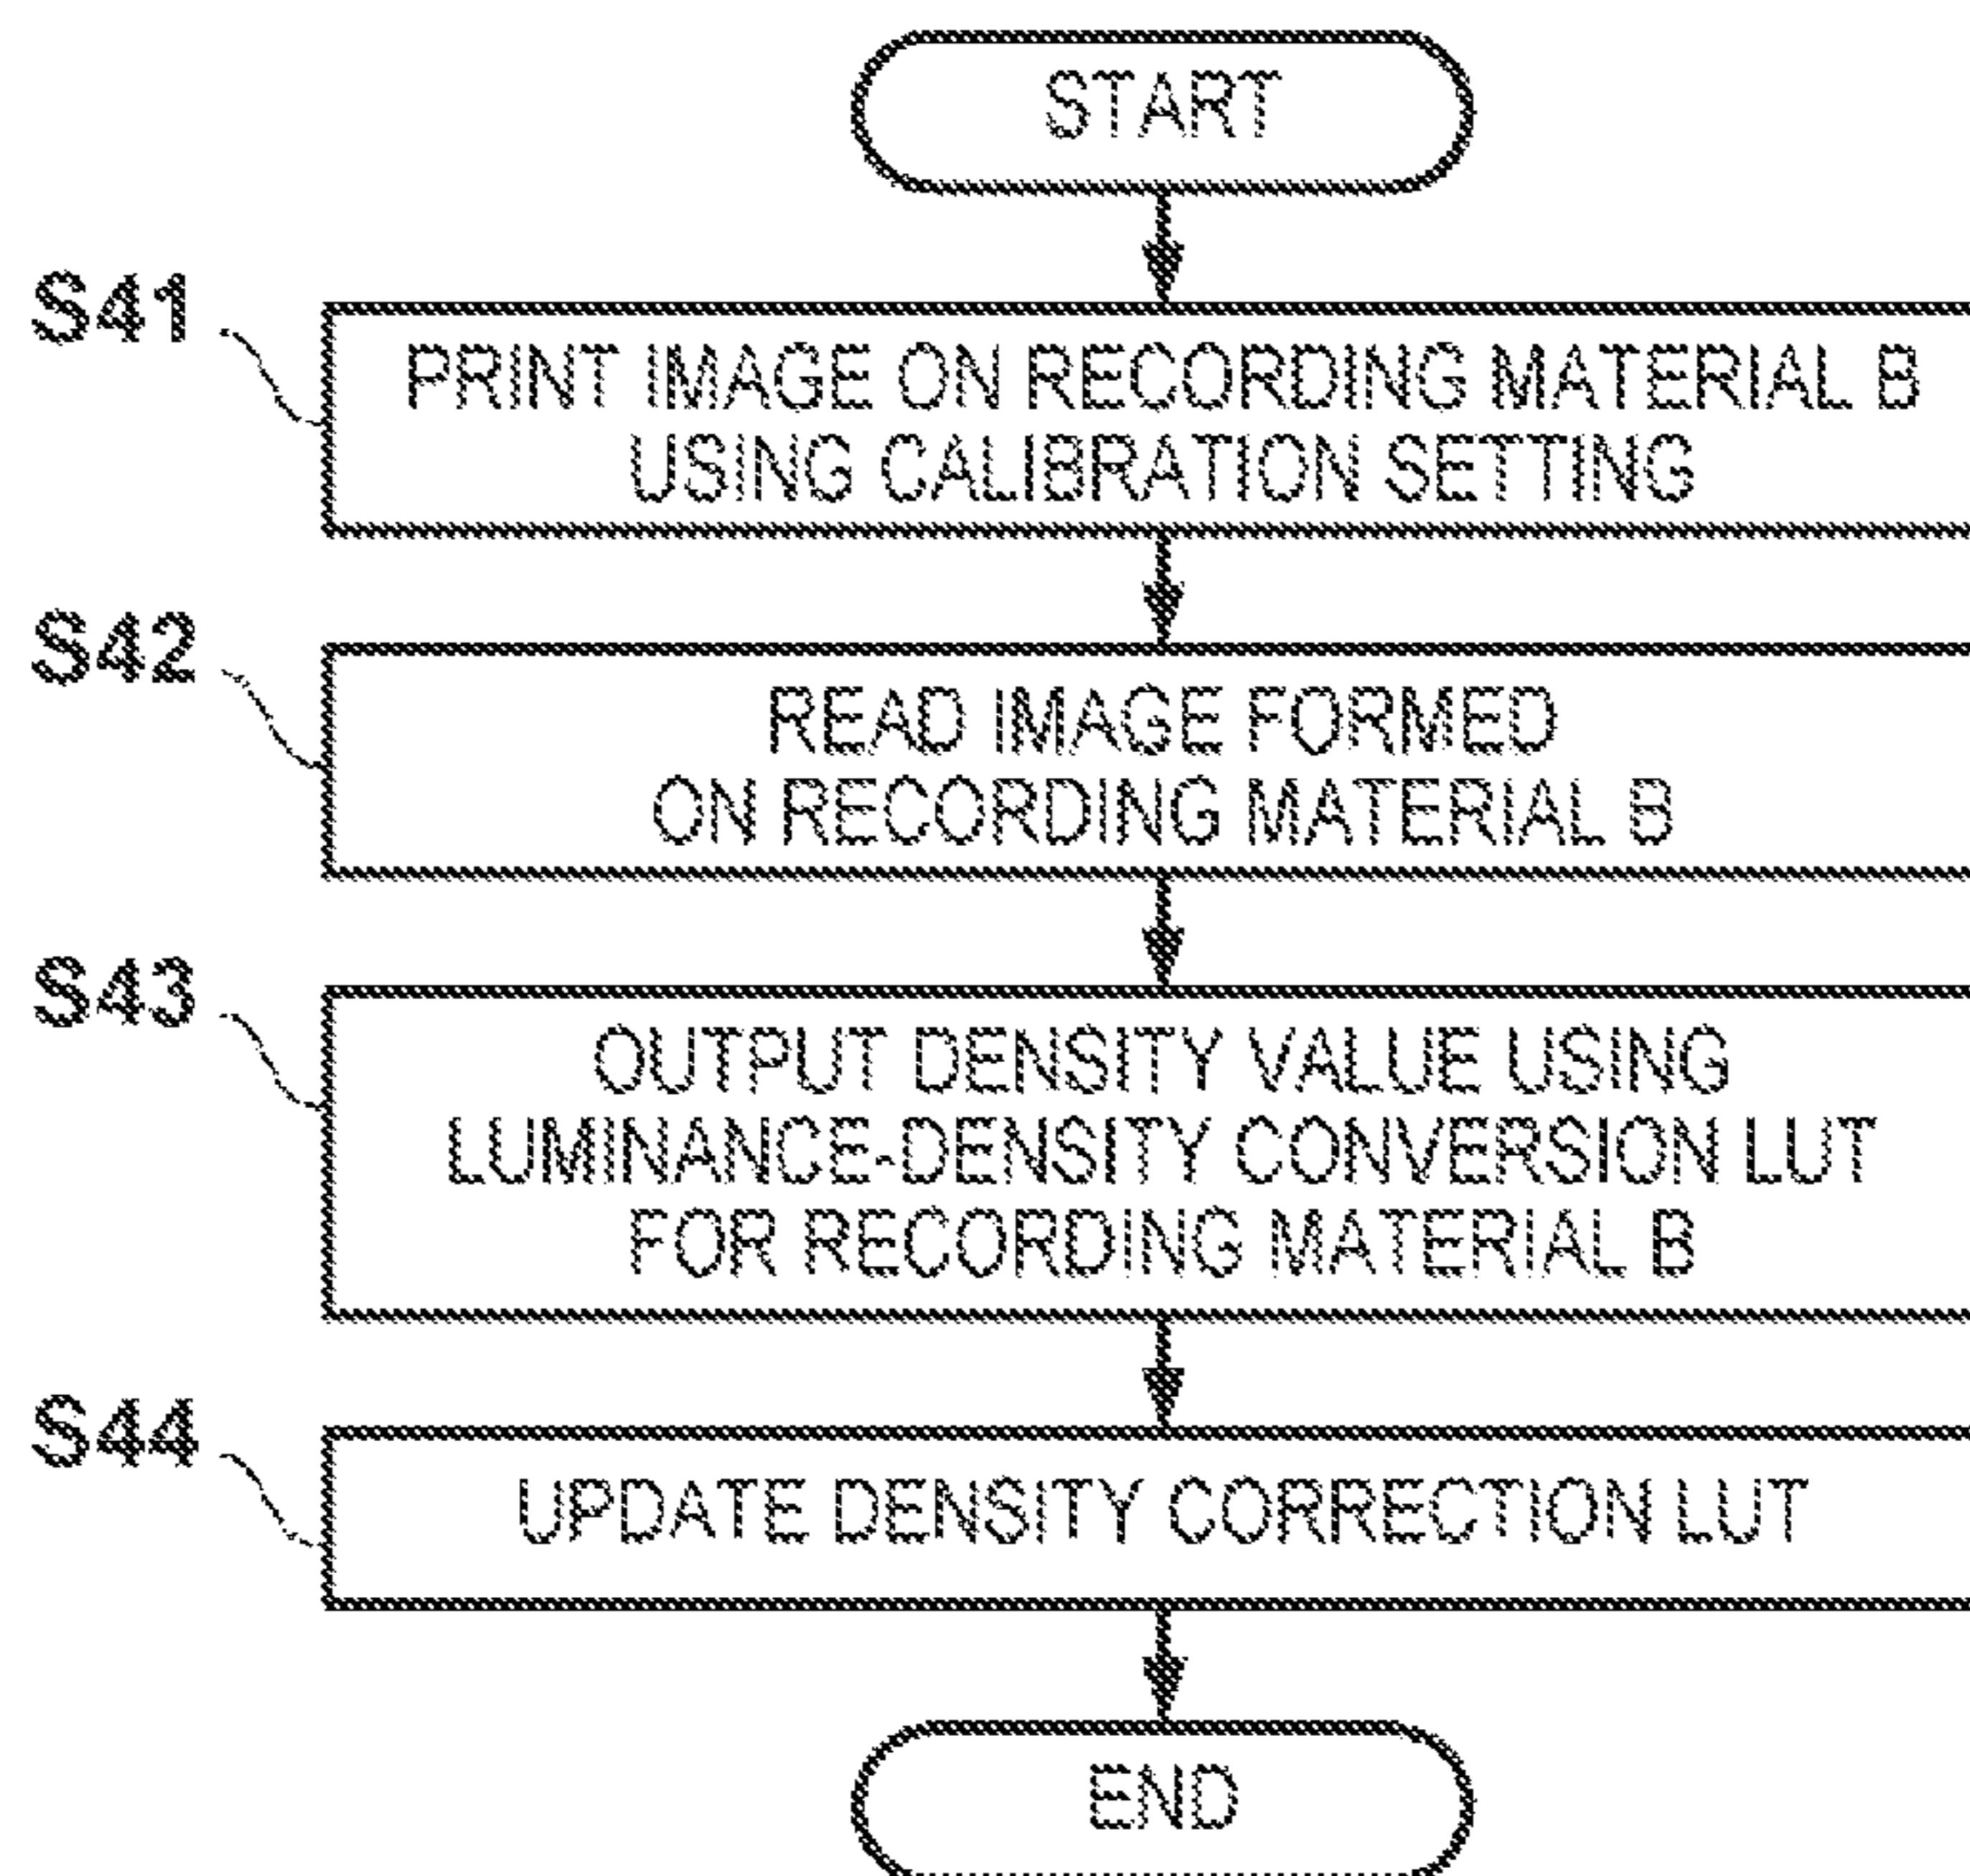 START
S41
PRINT IMAGE ON RECORDING MATERIAL B
USING CALIBRATION SETTING
S42
READ IMAGE FORMED
ON RECORDING MATERIAL B
S43
OUTPUT DENSITY VALUE USING
LUMINANCE-DENSITY CONVERSION LUT
FOR RECORDING MATERIAL B
S44
UPDATE DENSITY CORRECTION LUT
END